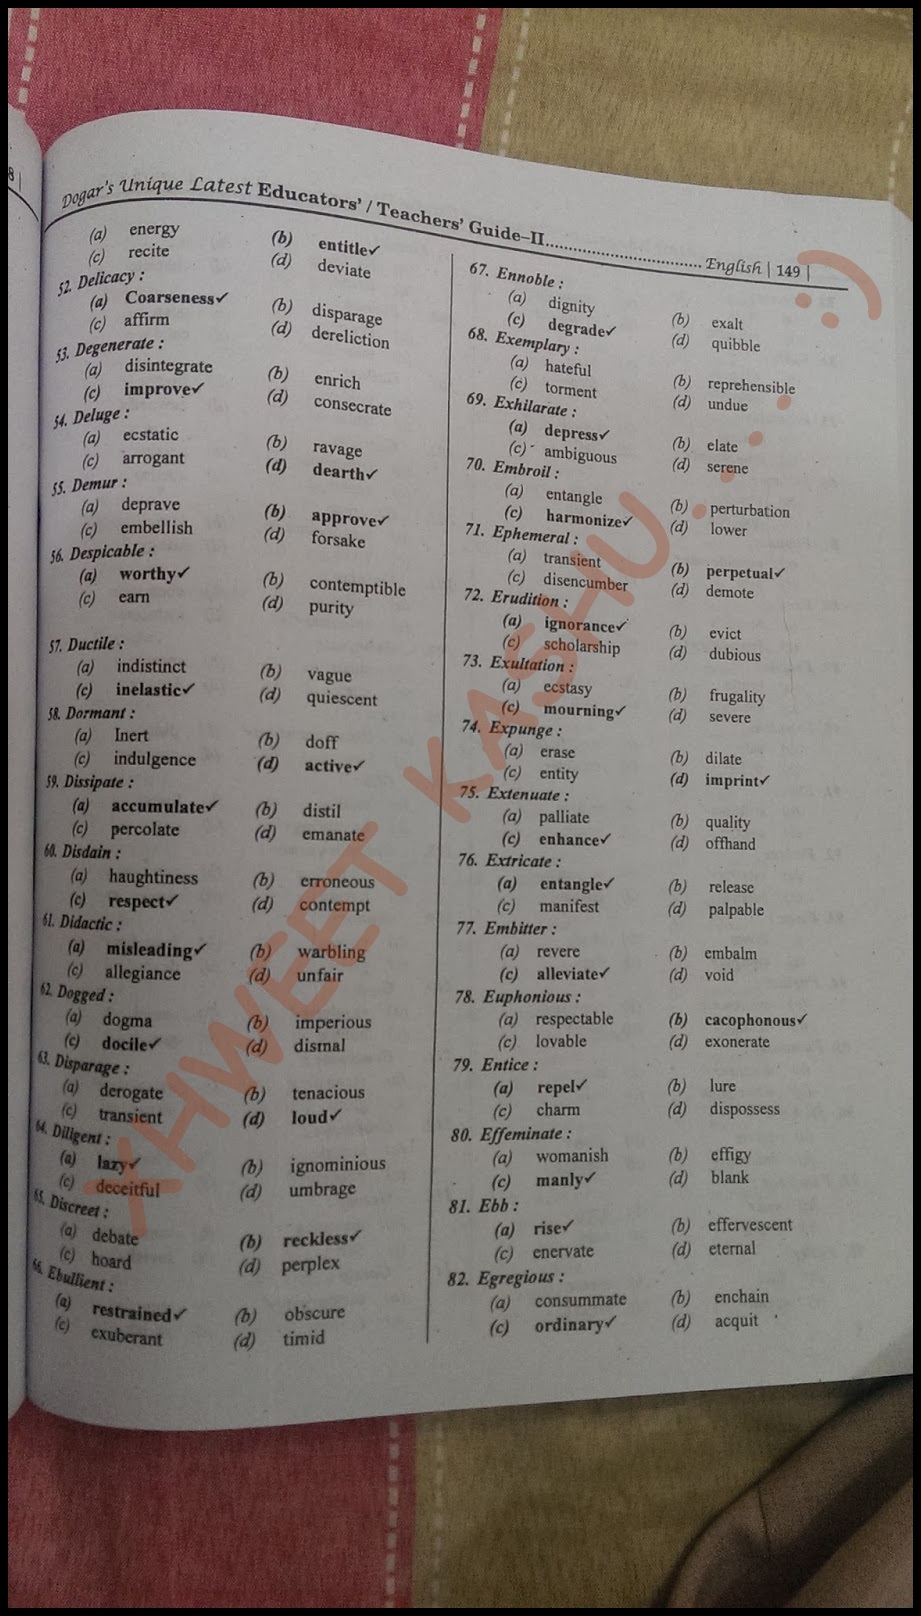 8 |
Dogar's Unique Latest Educators' / Teachers' Guide–II.................................. English | 149 |
(a) energy (b) entitle✓
(c) recite (d) deviate
52. Delicacy :
(a) Coarseness✓ (b) disparage
(c) affirm (d) dereliction
53. Degenerate :
(a) disintegrate (b) enrich
(c) improve✓ (d) consecrate
54. Deluge :
(a) ecstatic (b) ravage
(c) arrogant (d) dearth✓
55. Demur :
(a) deprave (b) approve✓
(c) embellish (d) forsake
56. Despicable :
(a) worthy✓ (b) contemptible
(c) earn (d) purity
57. Ductile :
(a) indistinct (b) vague
(c) inelastic✓ (d) quiescent
58. Dormant :
(a) Inert (b) doff
(c) indulgence (d) active✓
59. Dissipate :
(a) accumulate✓ (b) distil
(c) percolate (d) emanate
60. Disdain :
(a) haughtiness (b) erroneous
(c) respect✓ (d) contempt
61. Didactic :
(a) misleading✓ (b) warbling
(c) allegiance (d) unfair
62. Dogged :
(a) dogma (b) imperious
(c) docile✓ (d) dismal
63. Disparage :
(a) derogate (b) tenacious
(c) transient (d) loud✓
64. Diligent :
(a) lazy✓ (b) ignominious
(c) deceitful (d) umbrage
65. Discreet :
(a) debate (b) reckless✓
(c) hoard (d) perplex
66. Ebullient :
(a) restrained✓ (b) obscure
(c) exuberant (d) timid
67. Ennoble :
(a) dignity (b) exalt
(c) degrade✓ (d) quibble
68. Exemplary :
(a) hateful (b) reprehensible
(c) torment (d) undue
69. Exhilarate :
(a) depress✓ (b) elate
(c) ambiguous (d) serene
70. Embroil :
(a) entangle (b) perturbation
(c) harmonize✓ (d) lower
71. Ephemeral :
(a) transient (b) perpetual✓
(c) disencumber (d) demote
72. Erudition :
(a) ignorance✓ (b) evict
(c) scholarship (d) dubious
73. Exultation :
(a) ecstasy (b) frugality
(c) mourning✓ (d) severe
74. Expunge :
(a) erase (b) dilate
(c) entity (d) imprint✓
75. Extenuate :
(a) palliate (b) quality
(c) enhance✓ (d) offhand
76. Extricate :
(a) entangle✓ (b) release
(c) manifest (d) palpable
77. Embitter :
(a) revere (b) embalm
(c) alleviate✓ (d) void
78. Euphonious :
(a) respectable (b) cacophonous✓
(c) lovable (d) exonerate
79. Entice :
(a) repel✓ (b) lure
(c) charm (d) dispossess
80. Effeminate :
(a) womanish (b) effigy
(c) manly✓ (d) blank
81. Ebb :
(a) rise✓ (b) effervescent
(c) enervate (d) eternal
82. Egregious :
(a) consummate (b) enchain
(c) ordinary✓ (d) acquit
XHWEET KASHU.....:)